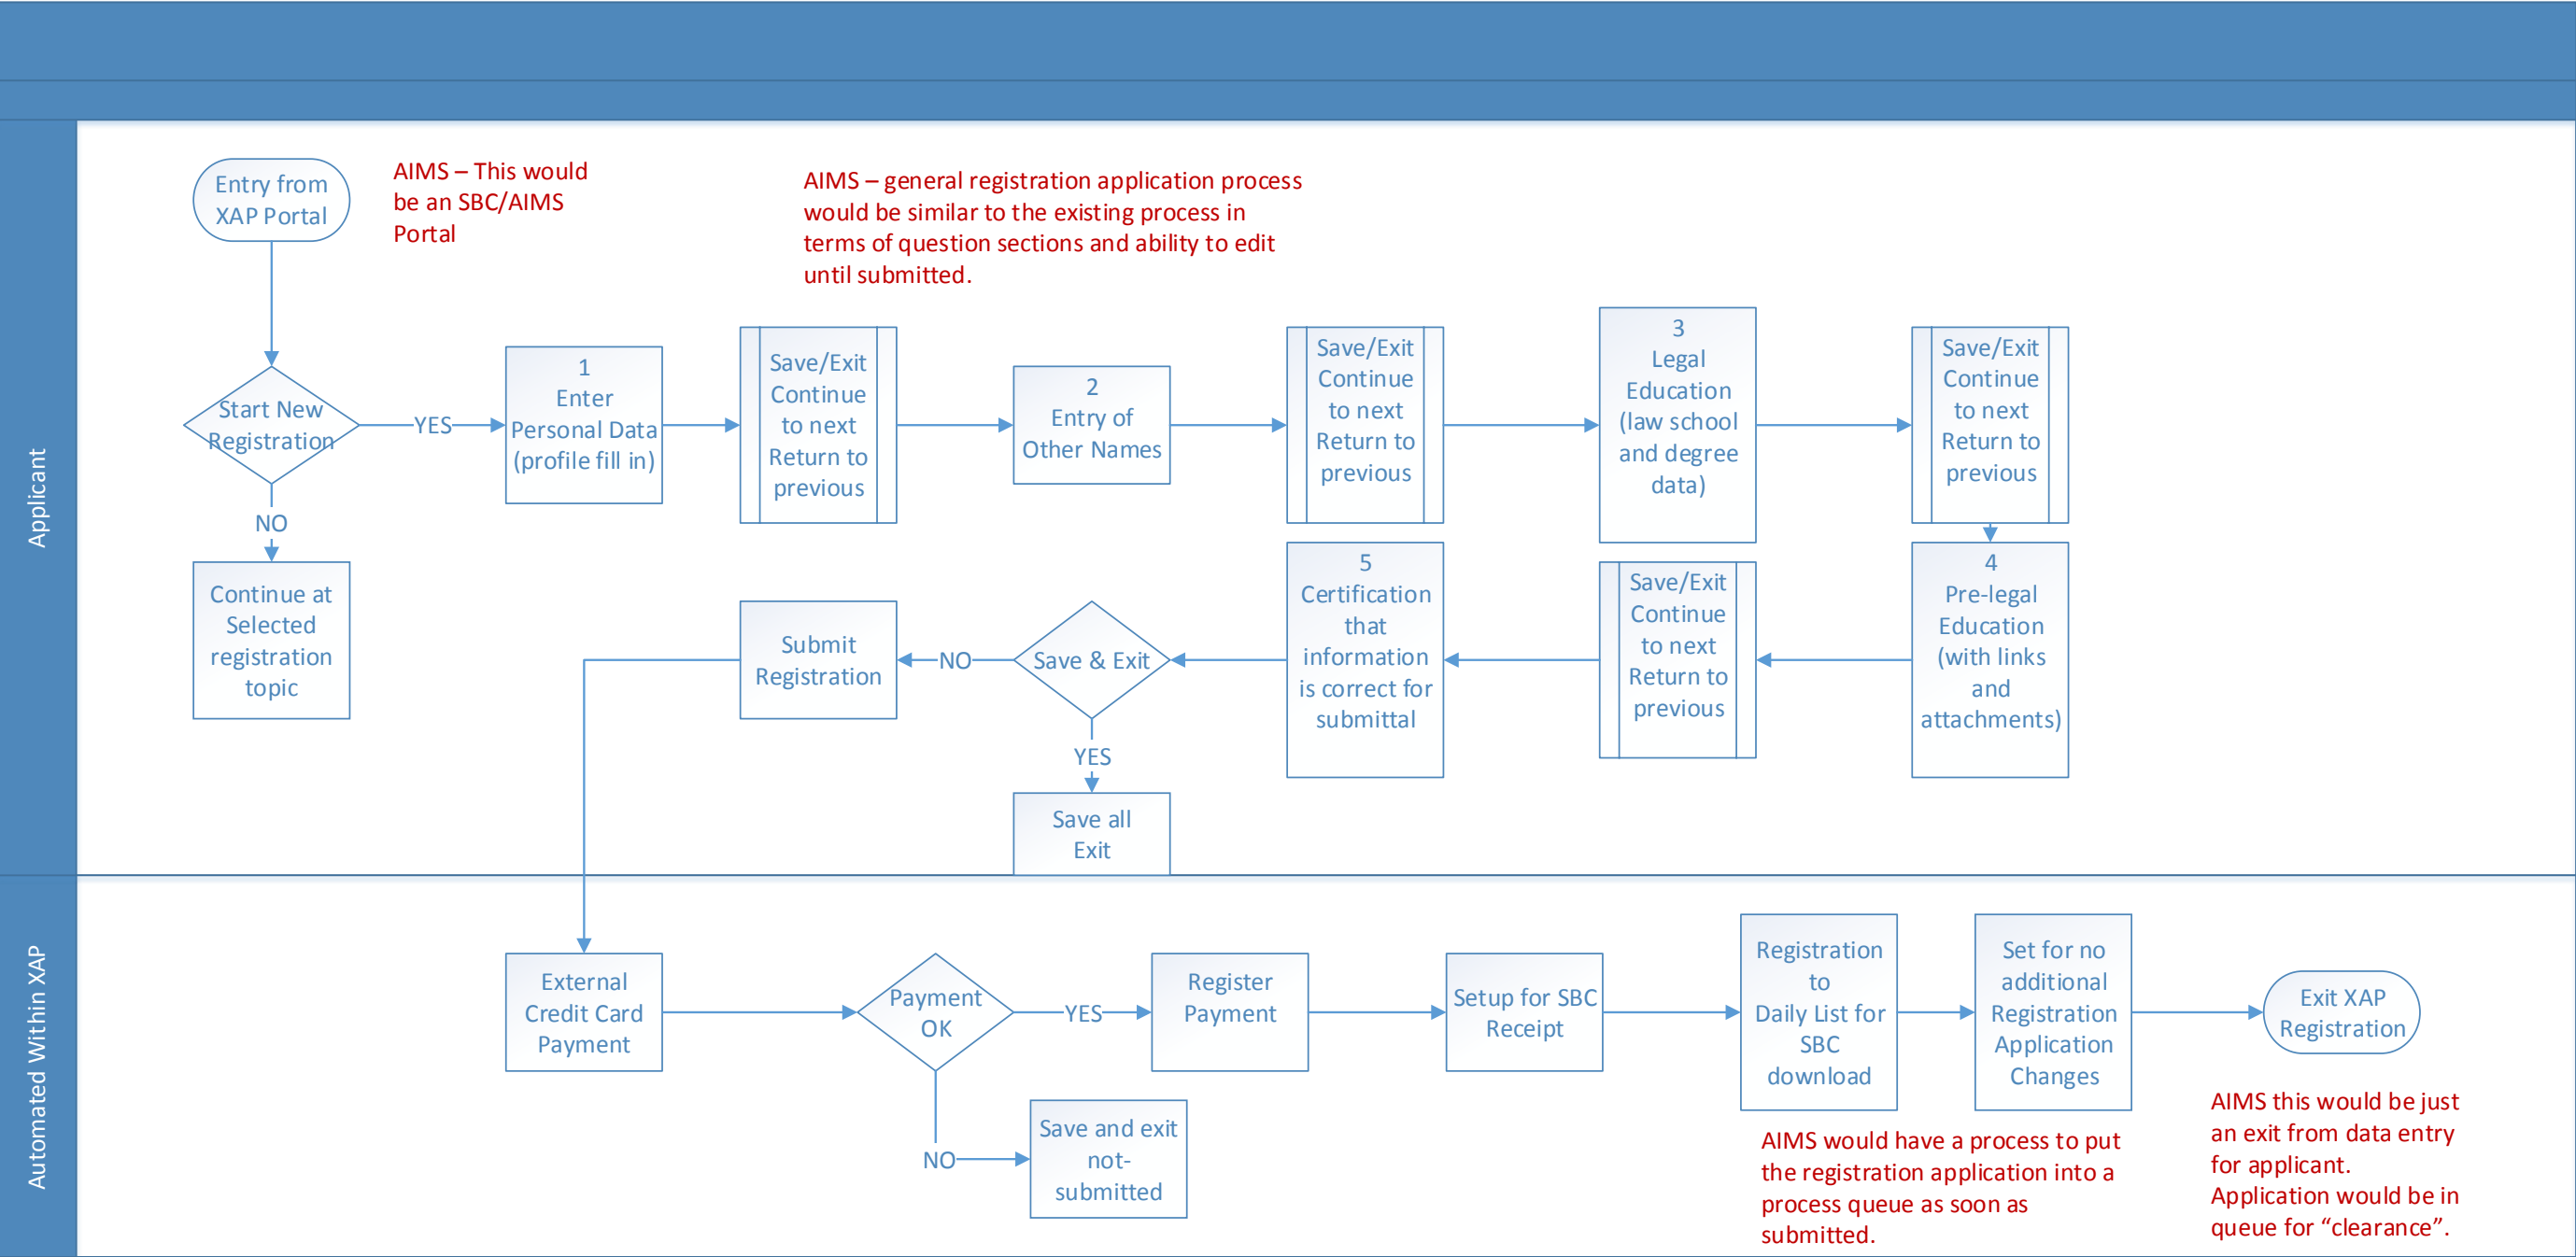 Applicant
Entry from
XAP Portal
AIMS – This would
be an SBC/AIMS
Portal
AIMS – general registration application process
would be similar to the existing process in
terms of question sections and ability to edit
until submitted.
Start New
Registration
YES
1
Enter
Personal Data
(profile fill in)
Save/Exit
Continue
to next
Return to
previous
2
Entry of
Other Names
Save/Exit
Continue
to next
Return to
previous
3
Legal
Education
(law school
and degree
data)
Save/Exit
Continue
to next
Return to
previous
NO
Continue at
Selected
registration
topic
4
Pre-legal
Education
(with links
and
attachments)
Save/Exit
Continue
to next
Return to
previous
5
Certification
that
information
is correct for
submittal
Save & Exit
NO
Submit
Registration
YES
Save all
Exit
Automated Within XAP
External
Credit Card
Payment
Payment
OK
YES
Register
Payment
Setup for SBC
Receipt
Registration
to
Daily List for
SBC
download
Set for no
additional
Registration
Application
Changes
Exit XAP
Registration
NO
Save and exit
not-
submitted
AIMS would have a process to put
the registration application into a
process queue as soon as
submitted.
AIMS this would be just
an exit from data entry
for applicant.
Application would be in
queue for “clearance”.